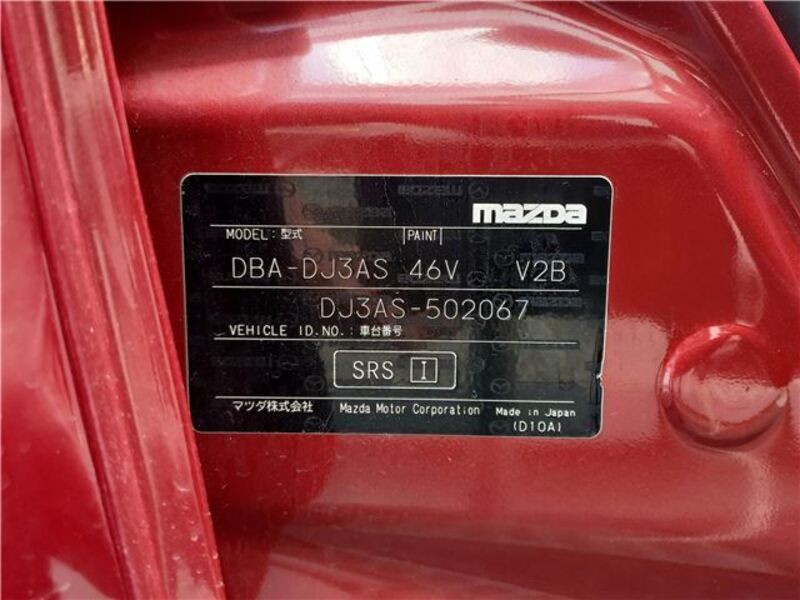 mazda
MODEL:型式 PAINT
DBA-DJ3AS 46V V2B
DJ3AS-502067
VEHICLE ID.NO.:車台番号
SRS I
マツダ株式会社 Mazda Motor Corporation Made in Japan
(D10A)